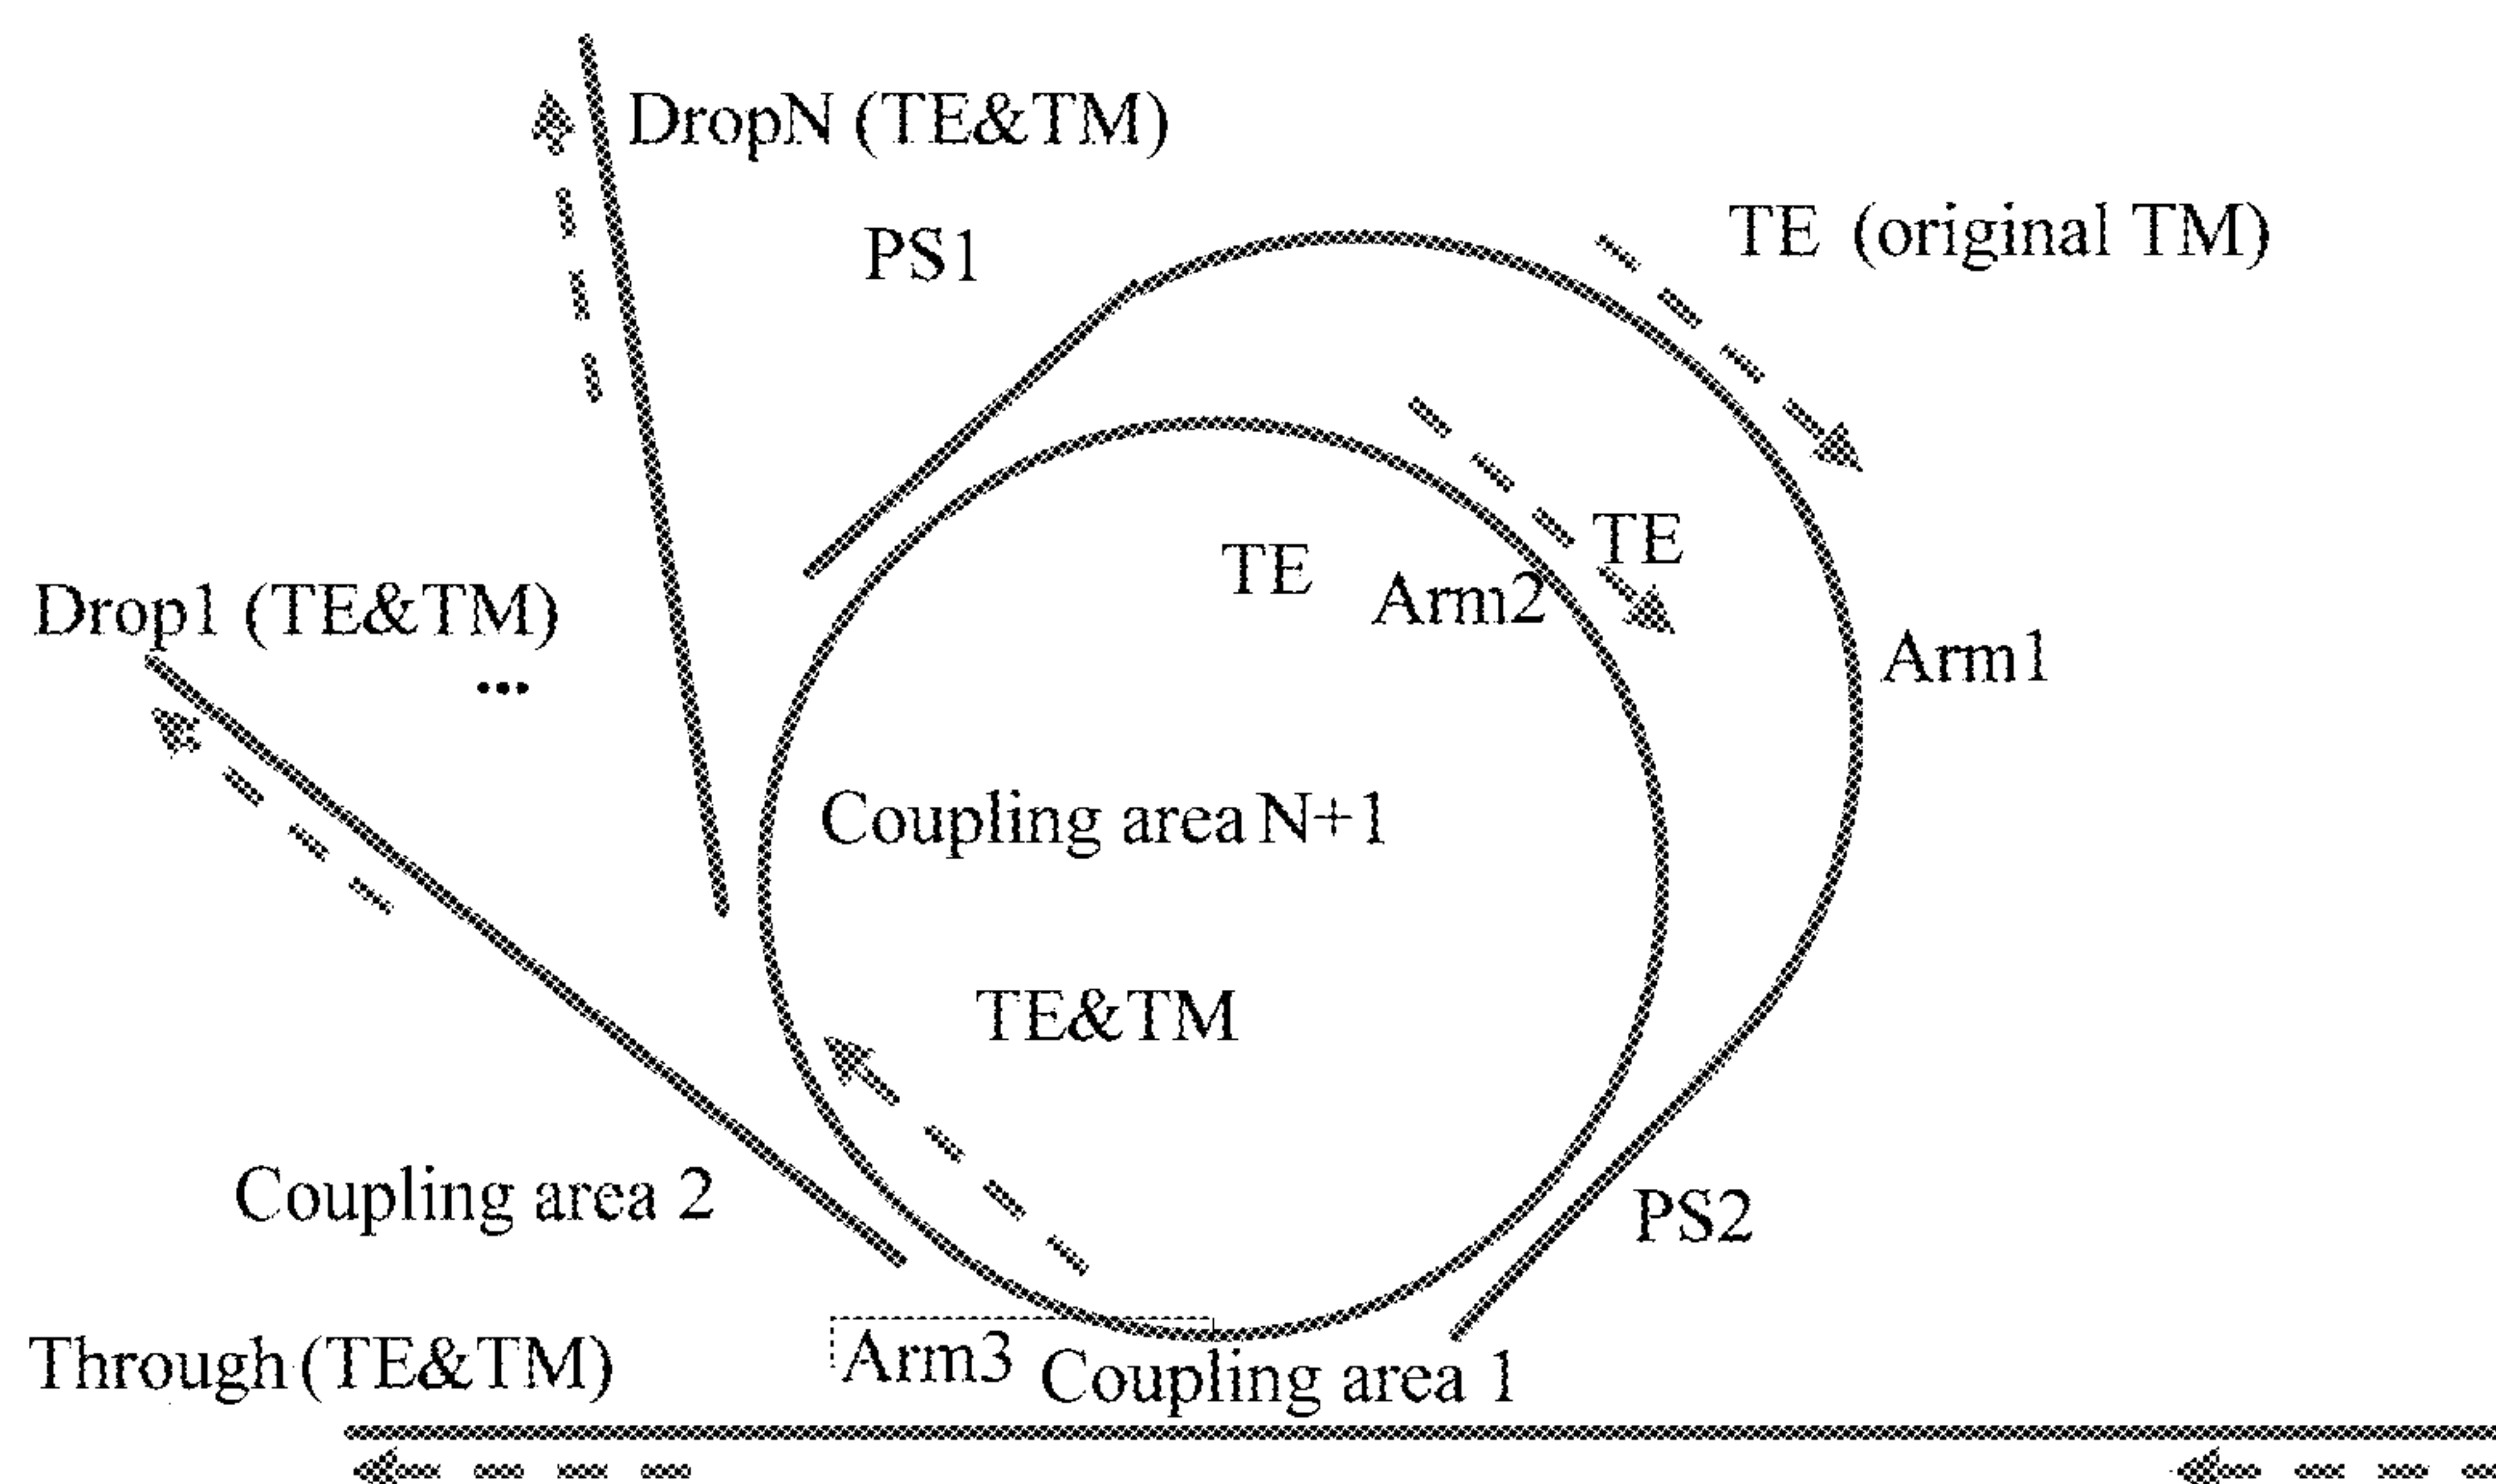 DropN (TE&TM)
PS1
TE (original TM)
TE
TE
Arm2
Drop1 (TE&TM)
...
Arm1
Coupling area N+1
TE&TM
Coupling area 2
PS2
Arm3
Coupling area 1
Through (TE&TM)